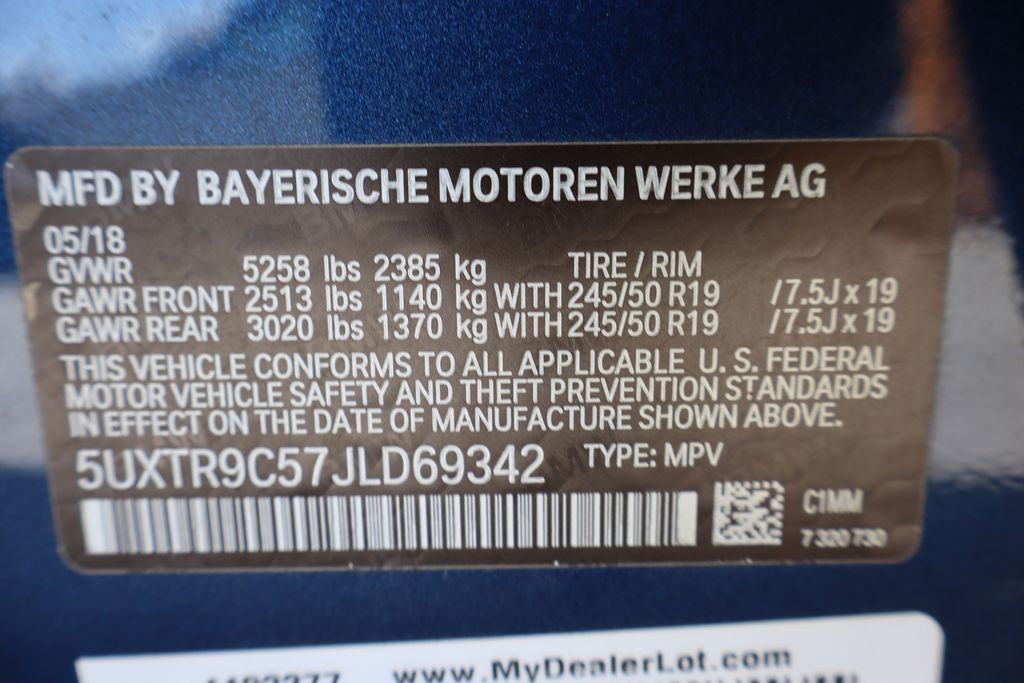 MFD BY BAYERISCHE MOTOREN WERKE AG
05/18
GVWR 5258 lbs 2385 kg TIRE / RIM
GAWR FRONT 2513 lbs 1140 kg WITH 245/50 R19 /7.5J x 19
GAWR REAR 3020 lbs 1370 kg WITH 245/50 R19 /7.5J x 19
THIS VEHICLE CONFORMS TO ALL APPLICABLE U. S. FEDERAL
MOTOR VEHICLE SAFETY AND THEFT PREVENTION STANDARDS
IN EFFECT ON THE DATE OF MANUFACTURE SHOWN ABOVE.
5UXTR9C57JLD69342 TYPE: MPV
C1MM
7 320 730
www.MyDealerLot.com